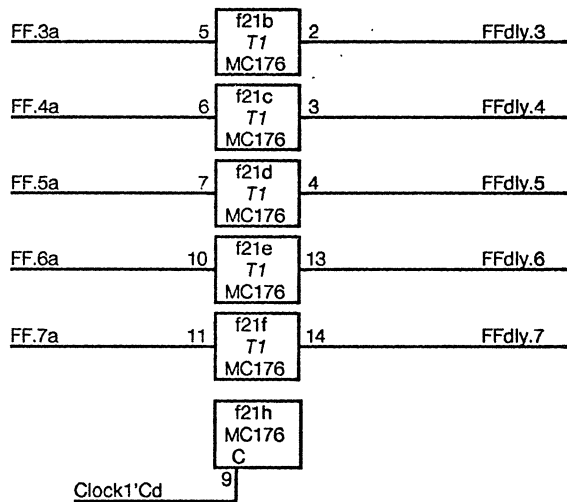 f21b
FF.3a 5 T1 2 FFdly.3
MC176
f21c
FF.4a 6 T1 3 FFdly.4
MC176
f21d
FF.5a 7 T1 4 FFdly.5
MC176
f21e
FF.6a 10 T1 13 FFdly.6
MC176
f21f
FF.7a 11 T1 14 FFdly.7
MC176
f21h
MC176
C
9
Clock1'Cd